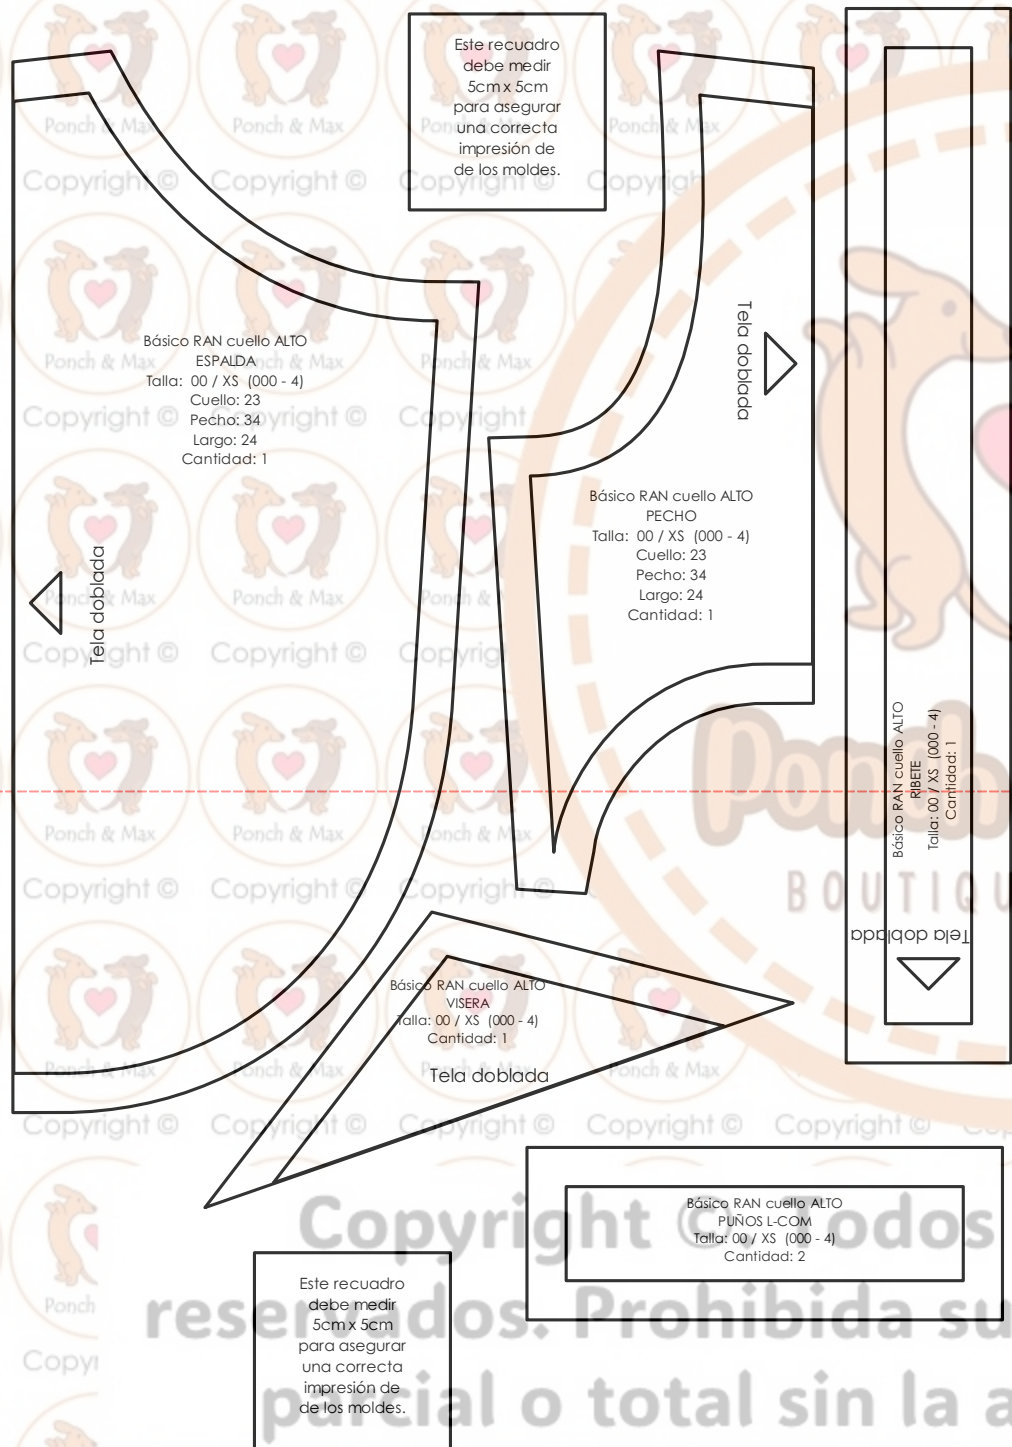 Este recuadro
debe medir
5cm x 5cm
para asegurar
una correcta
impresión de
de los moldes.
Básico RAN cuello ALTO
ESPALDA
Talla: 00 / XS (000 - 4)
Cuello: 23
Pecho: 34
Largo: 24
Cantidad: 1
Tela doblada
Tela doblada
Básico RAN cuello ALTO
PECHO
Talla: 00 / XS (000 - 4)
Cuello: 23
Pecho: 34
Largo: 24
Cantidad: 1
Básico RAN cuello ALTO
RIBETE
Talla: 00 / XS (000 - 4)
Cantidad: 1
Tela doblada
Básico RAN cuello ALTO
VISERA
Talla: 00 / XS (000 - 4)
Cantidad: 1
Tela doblada
Básico RAN cuello ALTO
PUÑOS L-COM
Talla: 00 / XS (000 - 4)
Cantidad: 2
Este recuadro
debe medir
5cm x 5cm
para asegurar
una correcta
impresión de
de los moldes.
Ponch & Max
Copyright ©
Ponch
BOUTIQU
Copyright © Todos
reservados. Prohibida su
parcial o total sin la a